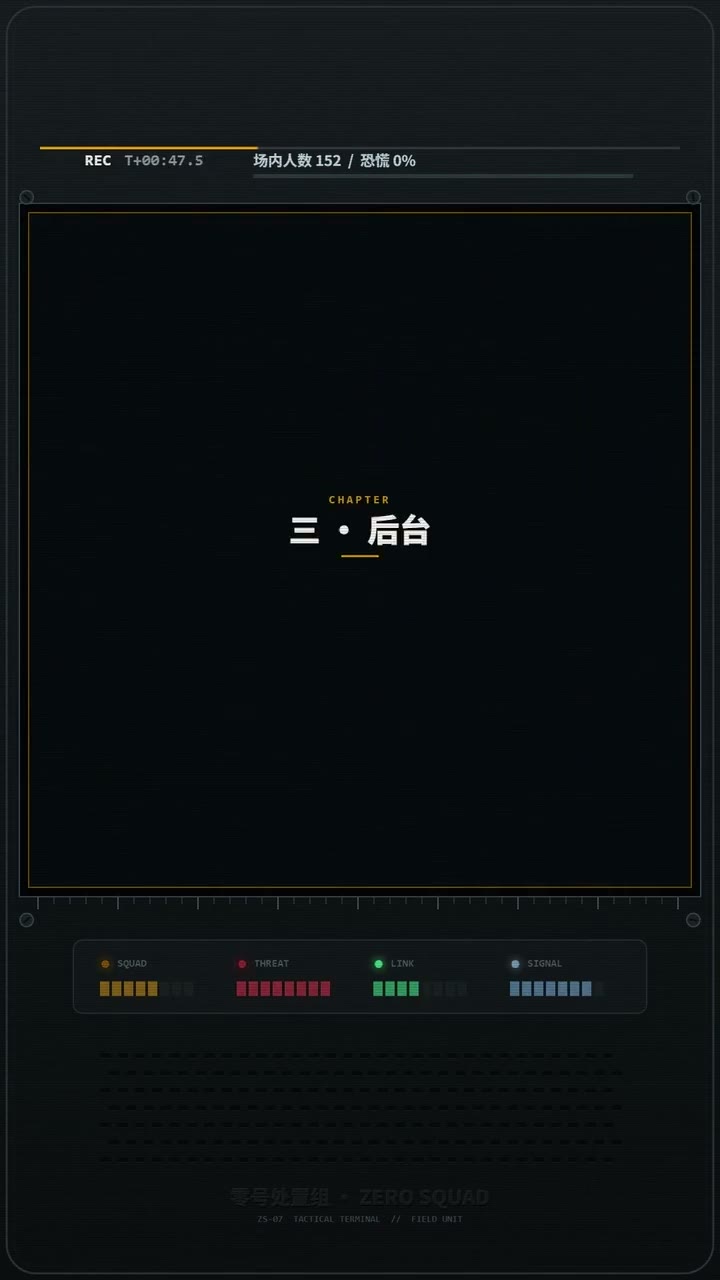 REC T+00:47.5 场内人数 152 / 恐慌 0%
CHAPTER
三 · 后台
SQUAD THREAT LINK SIGNAL
零号处置组 · ZERO SQUAD
ZS-07 TACTICAL TERMINAL // FIELD UNIT